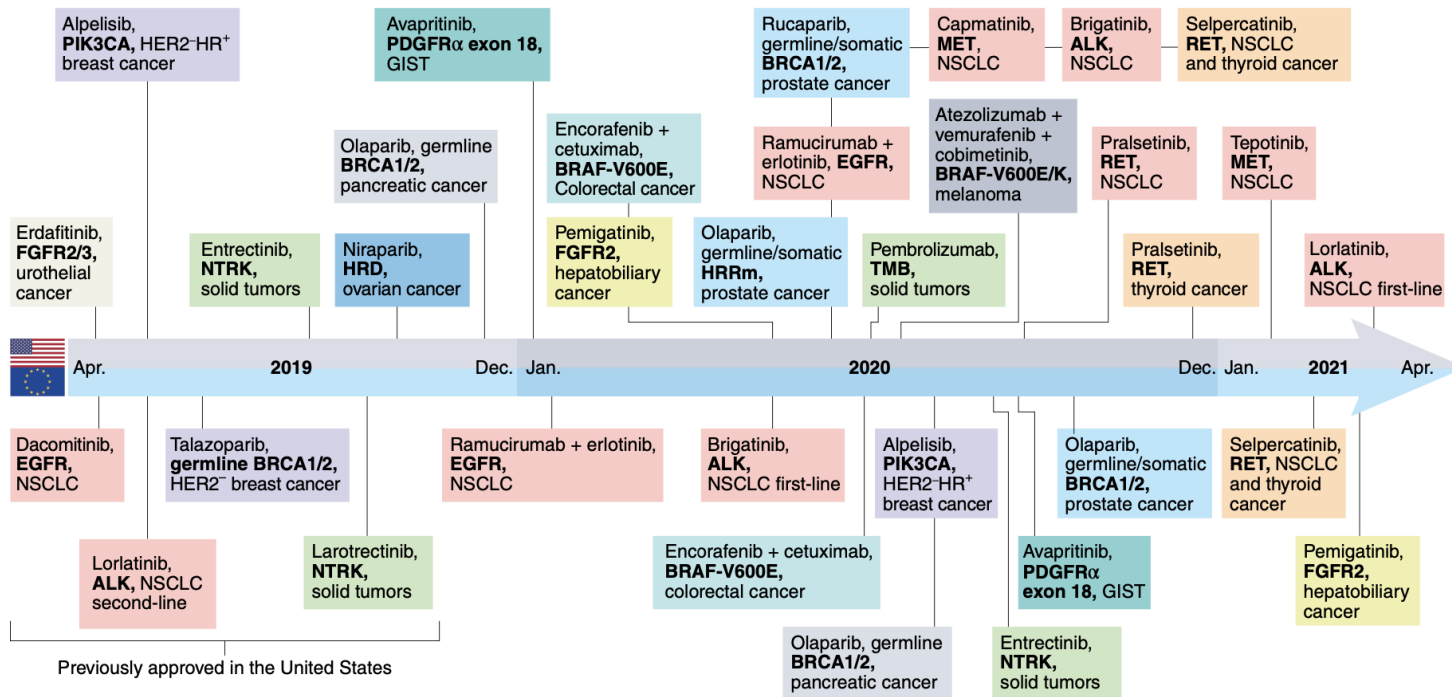 Alpelisib,
PIK3CA, HER2⁻HR⁺
breast cancer
Avapritinib,
PDGFRα exon 18,
GIST
Rucaparib,
germline/somatic
BRCA1/2,
prostate cancer
Capmatinib,
MET,
NSCLC
Brigatinib,
ALK,
NSCLC
Selpercatinib,
RET, NSCLC
and thyroid cancer
Olaparib, germline
BRCA1/2,
pancreatic cancer
Encorafenib +
cetuximab,
BRAF-V600E,
Colorectal cancer
Ramucirumab +
erlotinib, EGFR,
NSCLC
Atezolizumab +
vemurafenib +
cobimetinib,
BRAF-V600E/K,
melanoma
Pralsetinib,
RET,
NSCLC
Tepotinib,
MET,
NSCLC
Erdafitinib,
FGFR2/3,
urothelial
cancer
Entrectinib,
NTRK,
solid tumors
Niraparib,
HRD,
ovarian cancer
Pemigatinib,
FGFR2,
hepatobiliary
cancer
Olaparib,
germline/somatic
HRRm,
prostate cancer
Pembrolizumab,
TMB,
solid tumors
Pralsetinib,
RET,
thyroid cancer
Lorlatinib,
ALK,
NSCLC first-line
Apr. 2019 Dec. Jan. 2020 Dec. Jan. 2021 Apr.
Dacomitinib,
EGFR,
NSCLC
Talazoparib,
germline BRCA1/2,
HER2⁻ breast cancer
Ramucirumab + erlotinib,
EGFR,
NSCLC
Brigatinib,
ALK,
NSCLC first-line
Alpelisib,
PIK3CA,
HER2⁻HR⁺
breast cancer
Olaparib,
germline/somatic
BRCA1/2,
prostate cancer
Selpercatinib,
RET, NSCLC
and thyroid
cancer
Lorlatinib,
ALK, NSCLC
second-line
Larotrectinib,
NTRK,
solid tumors
Encorafenib + cetuximab,
BRAF-V600E,
colorectal cancer
Avapritinib,
PDGFRα
exon 18, GIST
Pemigatinib,
FGFR2,
hepatobiliary
cancer
Olaparib, germline
BRCA1/2,
pancreatic cancer
Entrectinib,
NTRK,
solid tumors
Previously approved in the United States